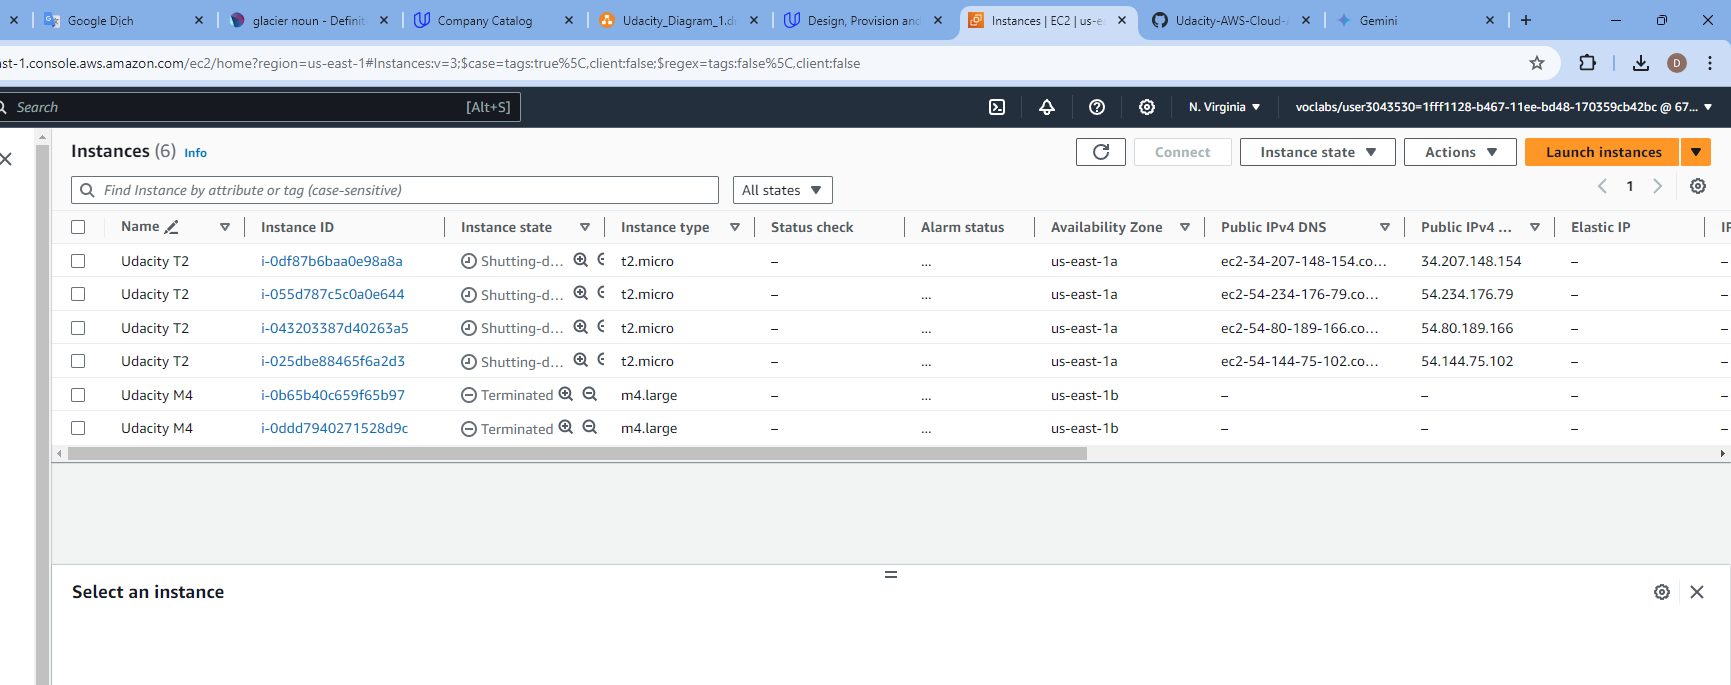 Google Dịch
glacier noun - Definit
Company Catalog
Udacity_Diagram_1.d
Design, Provision and
Instances | EC2 | us-e
Udacity-AWS-Cloud-
Gemini
st-1.console.aws.amazon.com/ec2/home?region=us-east-1#Instances:v=3;$case=tags:true%5C,client:false;$regex=tags:false%5C,client:false
D
Search [Alt+S] N. Virginia voclabs/user3043530=1fff1128-b467-11ee-bd48-170359cb42bc @ 67...
Instances (6) Info Connect Instance state Actions Launch instances
Find Instance by attribute or tag (case-sensitive) All states 1
Name Instance ID Instance state Instance type Status check Alarm status Availability Zone Public IPv4 DNS Public IPv4 ... Elastic IP IP
Udacity T2 i-0df87b6baa0e98a8a Shutting-d... t2.micro – ... us-east-1a ec2-34-207-148-154.co... 34.207.148.154 – –
Udacity T2 i-055d787c5c0a0e644 Shutting-d... t2.micro – ... us-east-1a ec2-54-234-176-79.co... 54.234.176.79 – –
Udacity T2 i-043203387d40263a5 Shutting-d... t2.micro – ... us-east-1a ec2-54-80-189-166.co... 54.80.189.166 – –
Udacity T2 i-025dbe88465f6a2d3 Shutting-d... t2.micro – ... us-east-1a ec2-54-144-75-102.co... 54.144.75.102 – –
Udacity M4 i-0b65b40c659f65b97 Terminated m4.large – ... us-east-1b – – – –
Udacity M4 i-0ddd7940271528d9c Terminated m4.large – ... us-east-1b – – – –
Select an instance